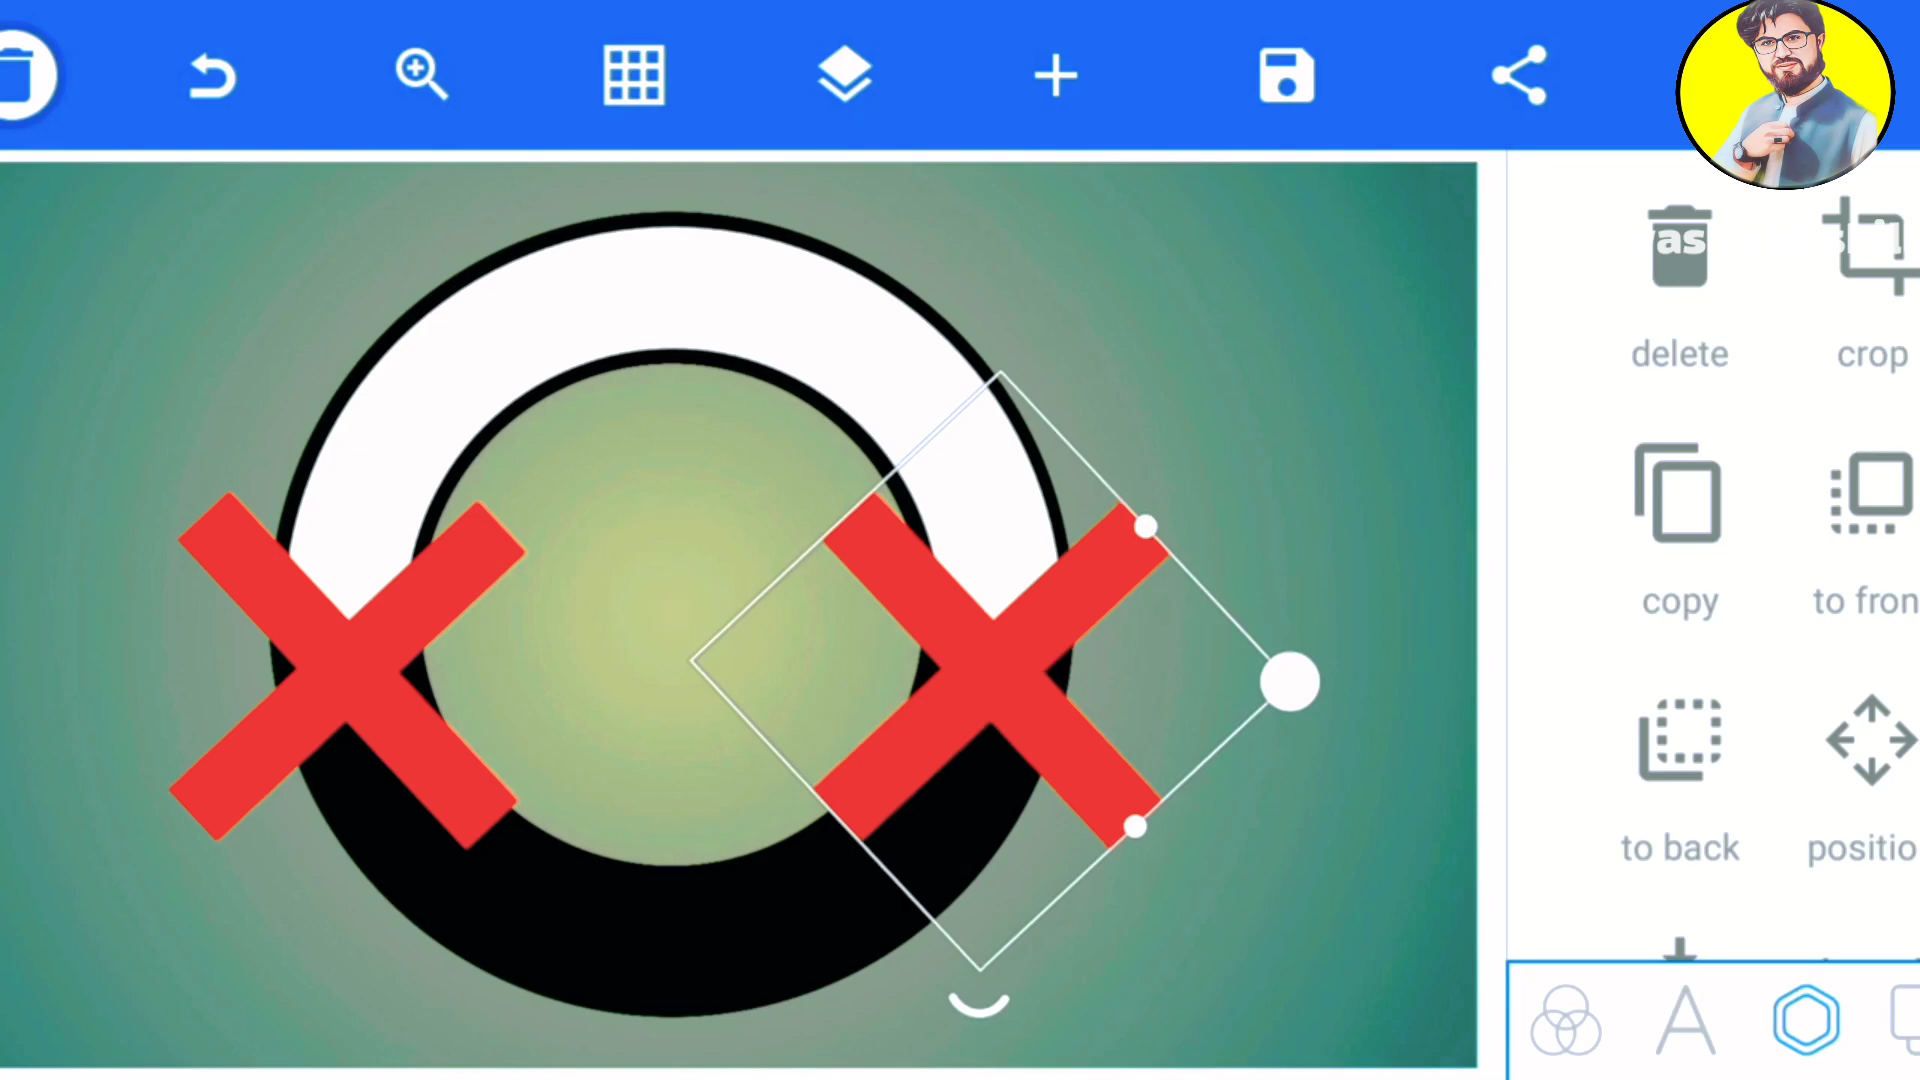 as
delete
crop
copy
to fron
to back
positio
A